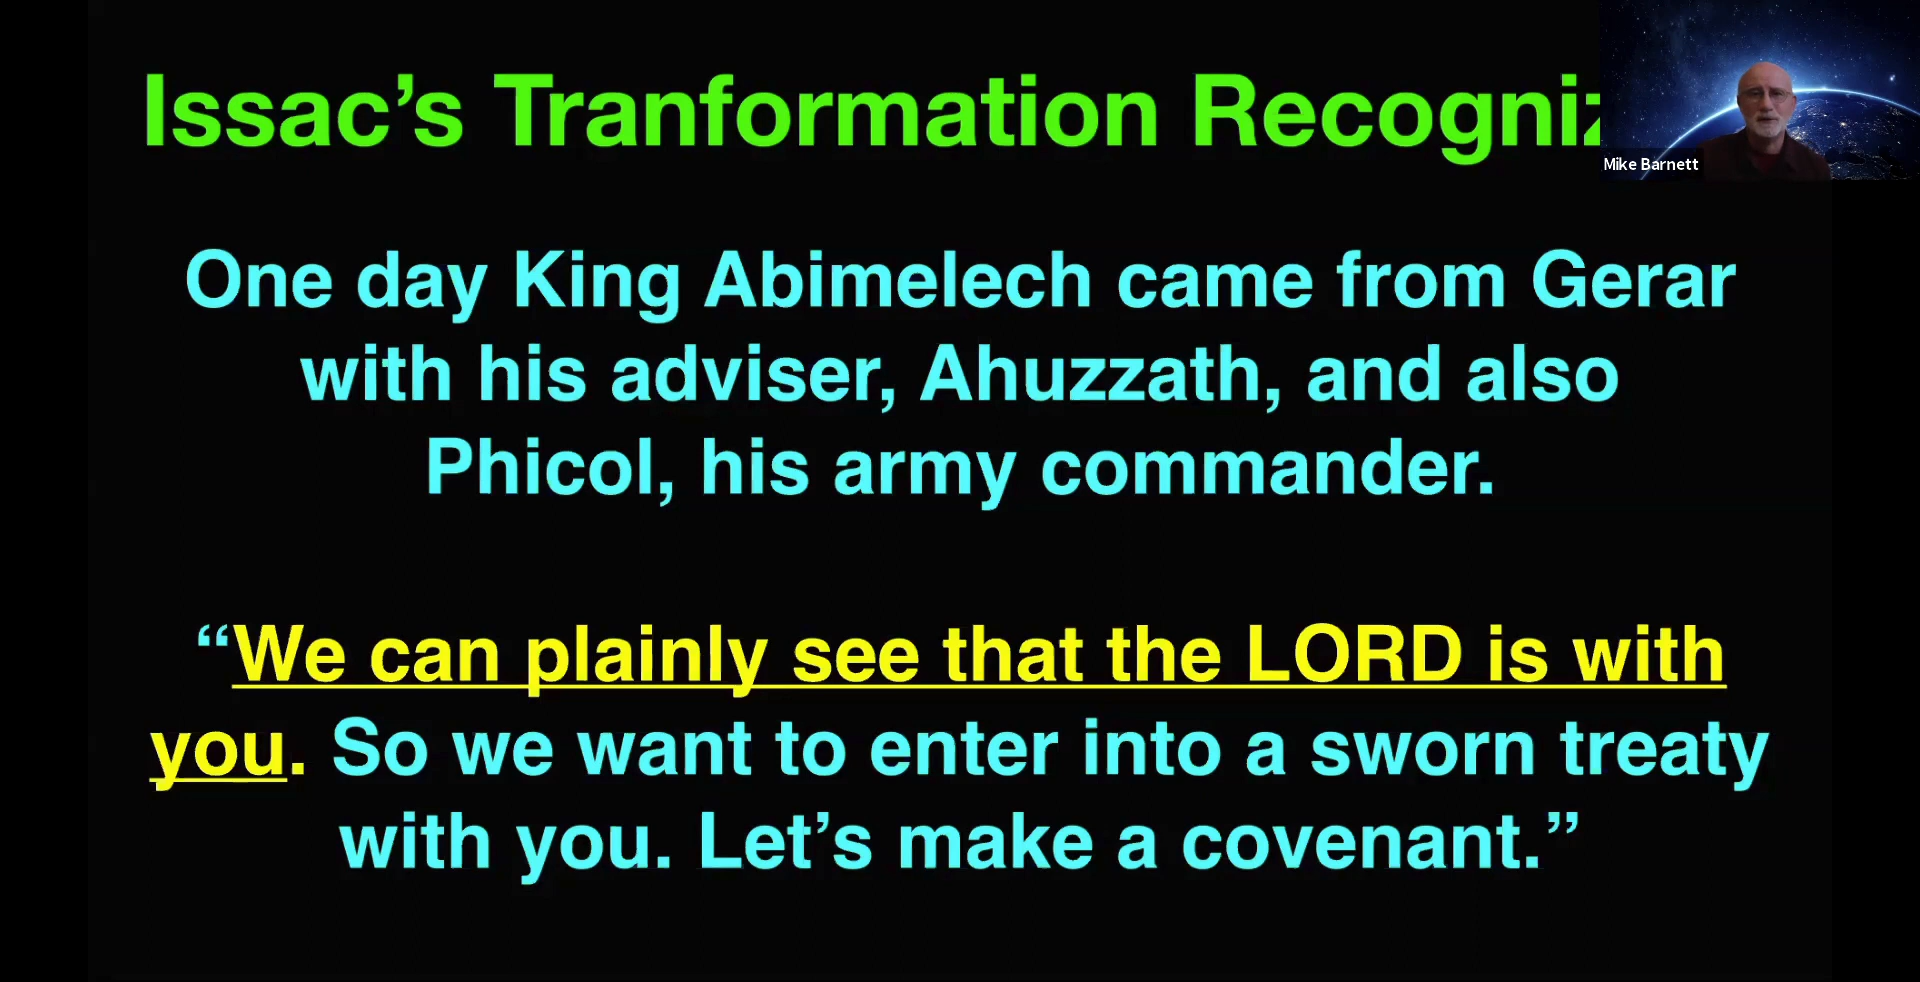 Issac’s Tranformation Recogniz
Mike Barnett
One day King Abimelech came from Gerar
with his adviser, Ahuzzath, and also
Phicol, his army commander.
“We can plainly see that the LORD is with
you. So we want to enter into a sworn treaty
with you. Let’s make a covenant.”